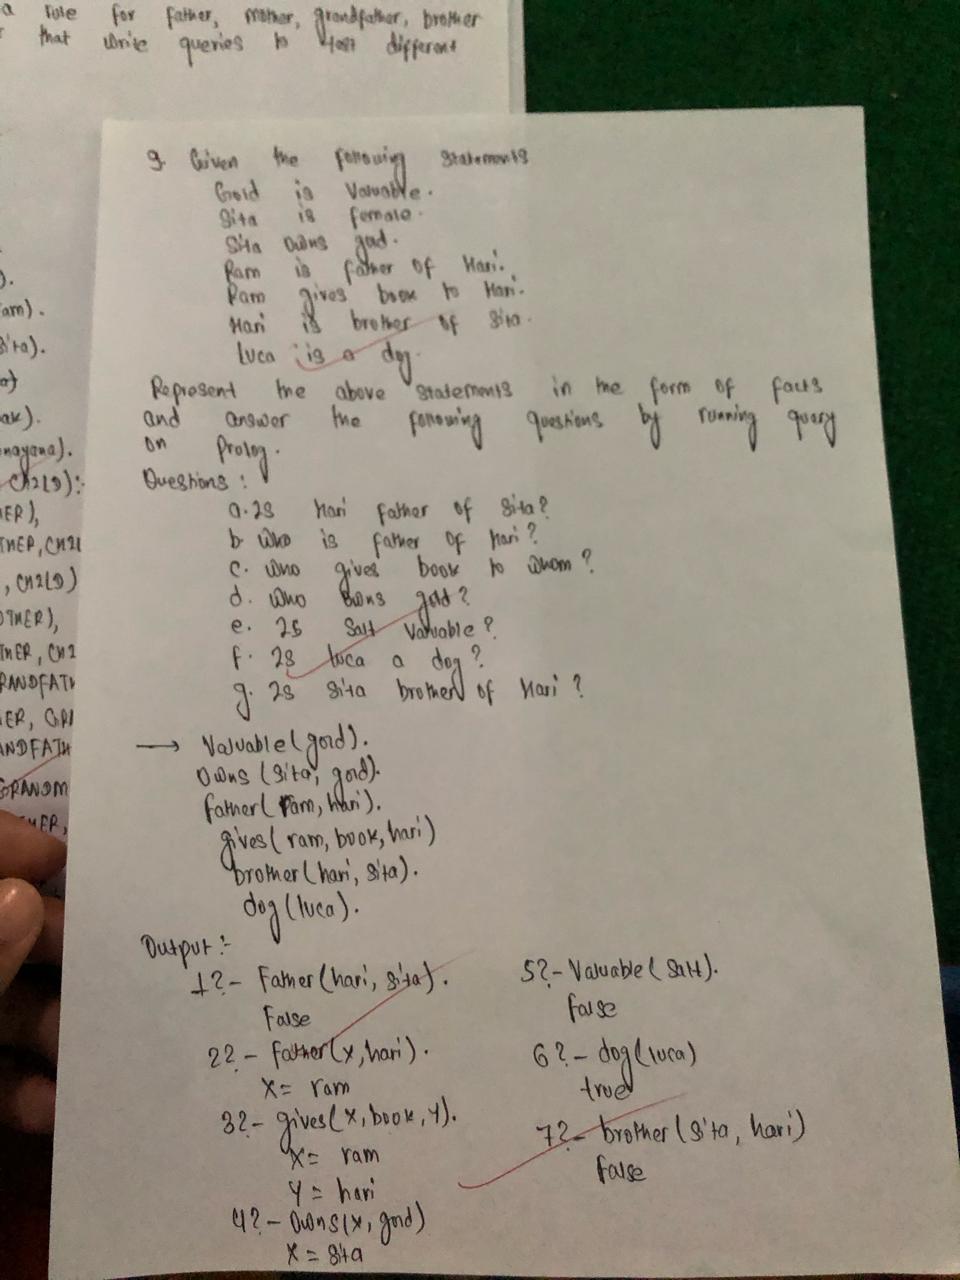 a rule for father, mother, grandfather, brother
that write queries to test different
).
am).
sita).
ak).
nayana).
CH2LD):-
ER),
THER, CH2L
, CH2LD)
OTHER),
THER, CH2
RANDFATH
ER, GRA
ANDFATH
GRANDM
THER,
9. Given the following statements
Gold is Valuable.
Sita is female.
Sita owns gold.
Ram is father of Hari.
Ram gives book to Hari.
Hari is brother of Sita.
Luca is a dog.
Represent the above statements in the form of facts
and answer the following questions by running query
on Prolog.
Questions:
a. Is Hari father of Sita?
b. Who is father of Hari?
c. Who gives book to whom?
d. Who owns gold?
e. Is Salt Valuable?
f. Is luca a dog?
g. Is Sita brother of Hari?
→ Valuable(gold).
Owns (Sita, gold).
father(ram, hari).
gives(ram, book, hari)
brother(hari, sita).
dog(luca).
Output:-
1?- Father(hari, sita).
False
2?- father(x, hari).
X= ram
3?- gives(x, book, y).
X= ram
Y = hari
4?- Owns(x, gold)
X = Sita
5?- Valuable(Salt).
false
6?- dog(luca)
true
7?- brother(Sita, hari)
false